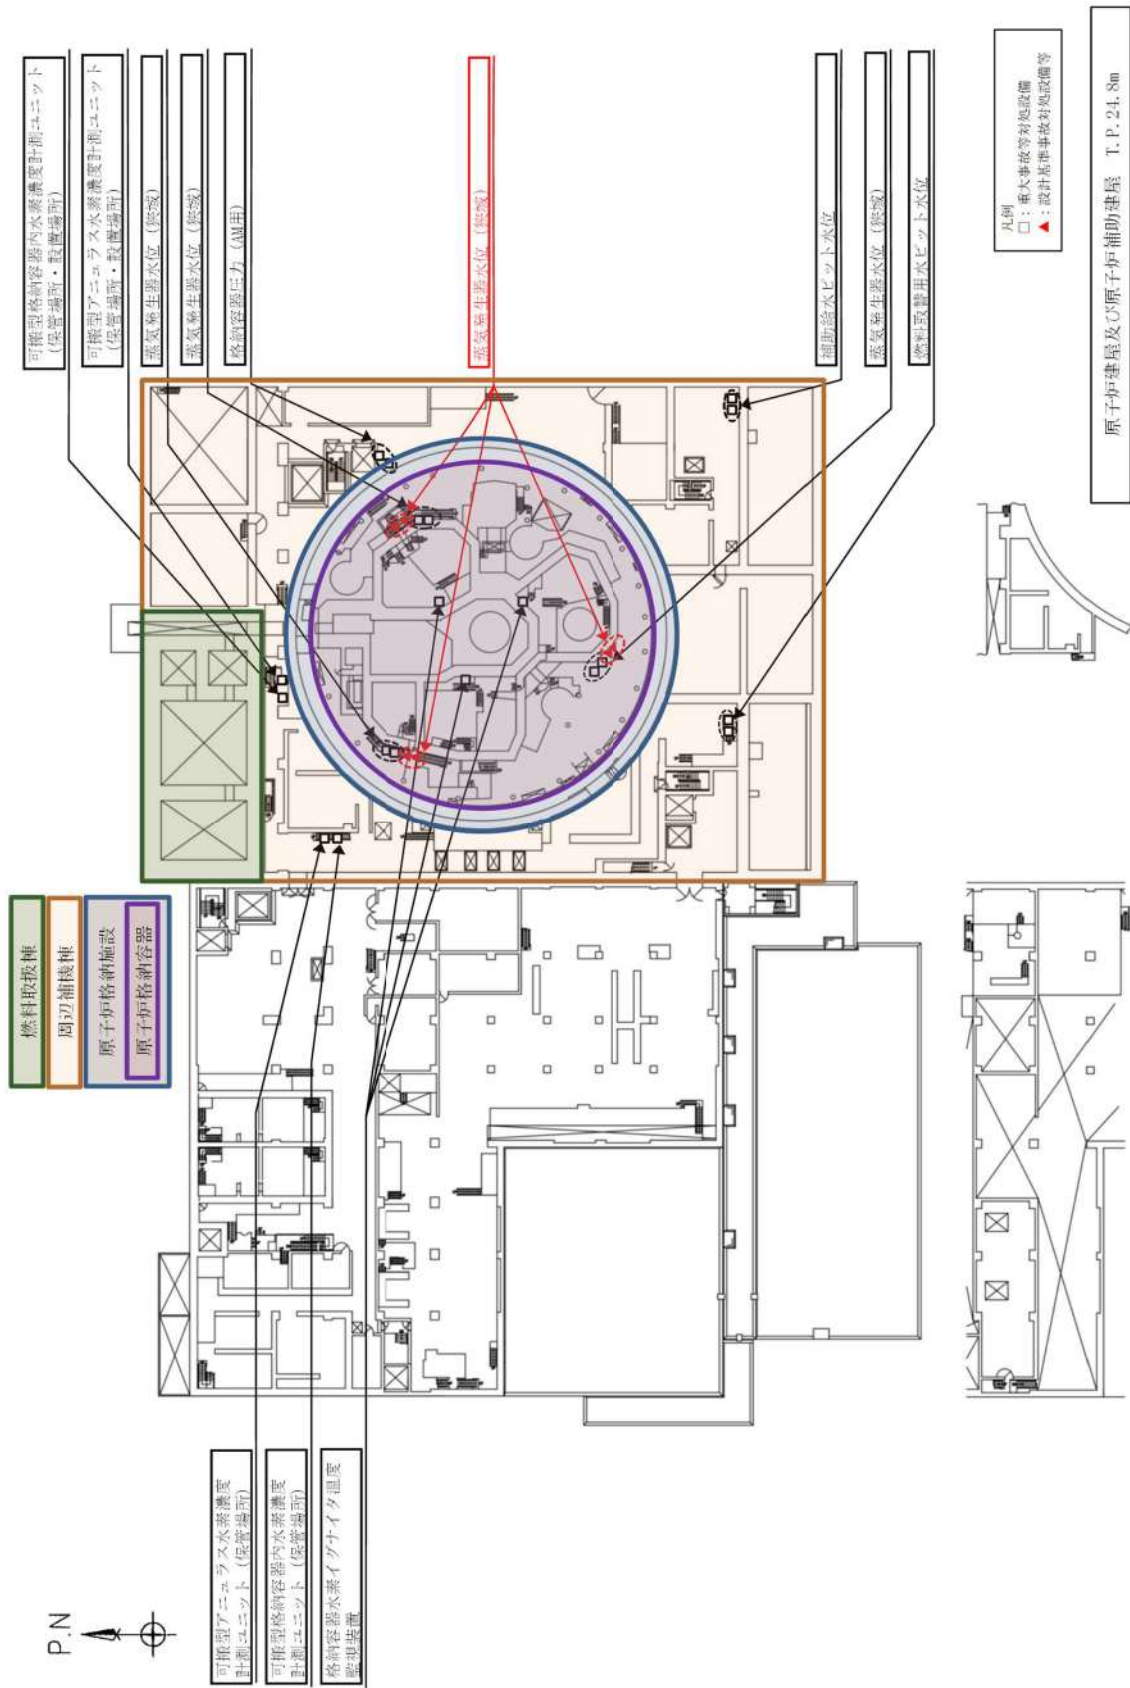 可搬型格納容器内水素濃度計測ユニット
(保管場所・設置場所)
可搬型アニュラス水素濃度計測ユニット
(保管場所・設置場所)
蒸気発生器水位 (狭域)
蒸気発生器水位 (狭域)
格納容器圧力 (AM用)
蒸気発生器水位 (狭域)
補助給水ピット水位
蒸気発生器水位 (狭域)
燃料取替用水ピット水位
凡例
□ : 重大事故等対処設備
▲ : 設計基準事故対処設備等
原子炉建屋及び原子炉補助建屋 T.P.24.8m
燃料取扱棟
周辺補機棟
原子炉格納施設
原子炉格納容器
P.N
可搬型アニュラス水素濃度
計測ユニット (保管場所)
可搬型格納容器内水素濃度
計測ユニット (保管場所)
格納容器水素イグナイタ温度
監視装置